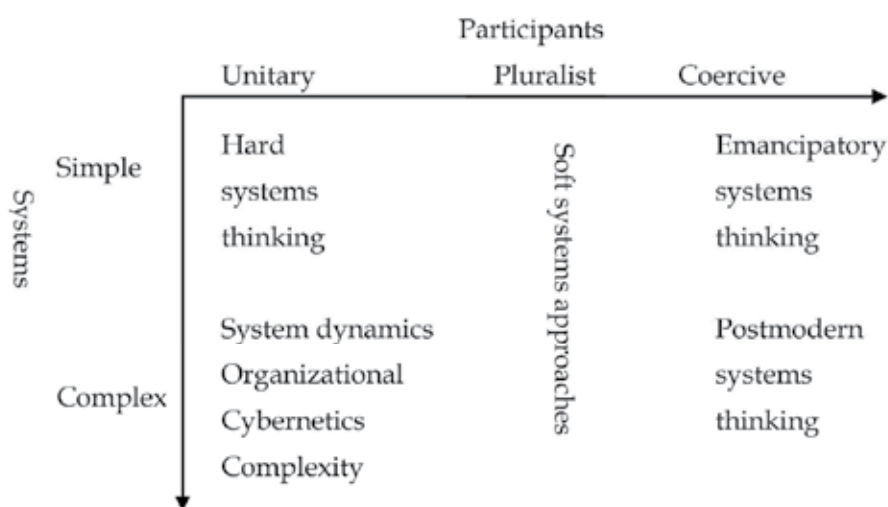 Participants
Unitary Pluralist Coercive
Systems
Simple
Hard
systems
thinking
Soft systems approaches
Emancipatory
systems
thinking
Complex
System dynamics
Organizational
Cybernetics
Complexity
Postmodern
systems
thinking